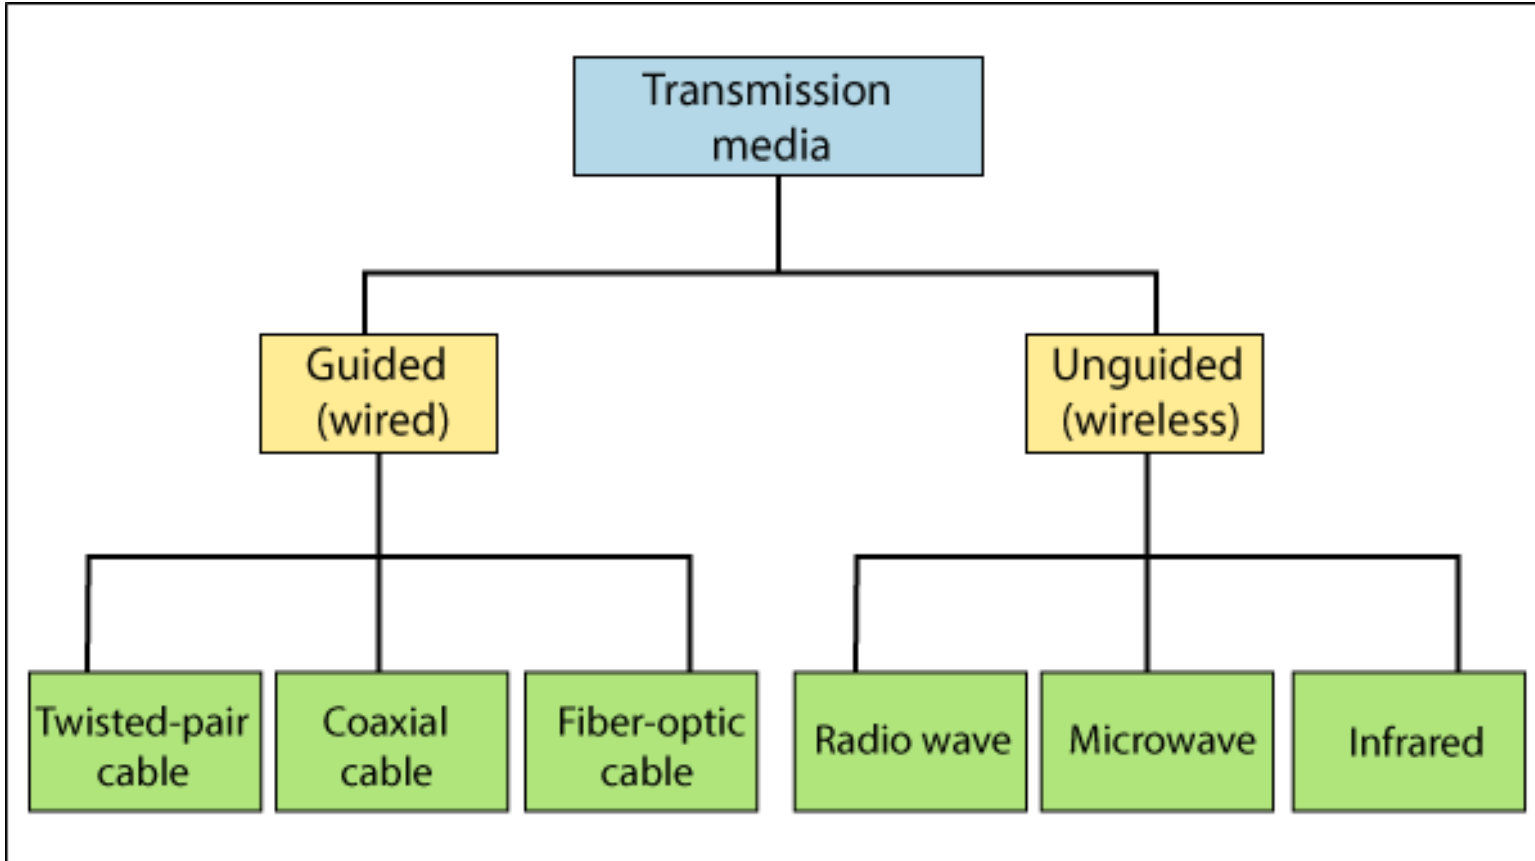 Transmission
media
Guided
(wired)
Unguided
(wireless)
Twisted-pair
cable
Coaxial
cable
Fiber-optic
cable
Radio wave
Microwave
Infrared